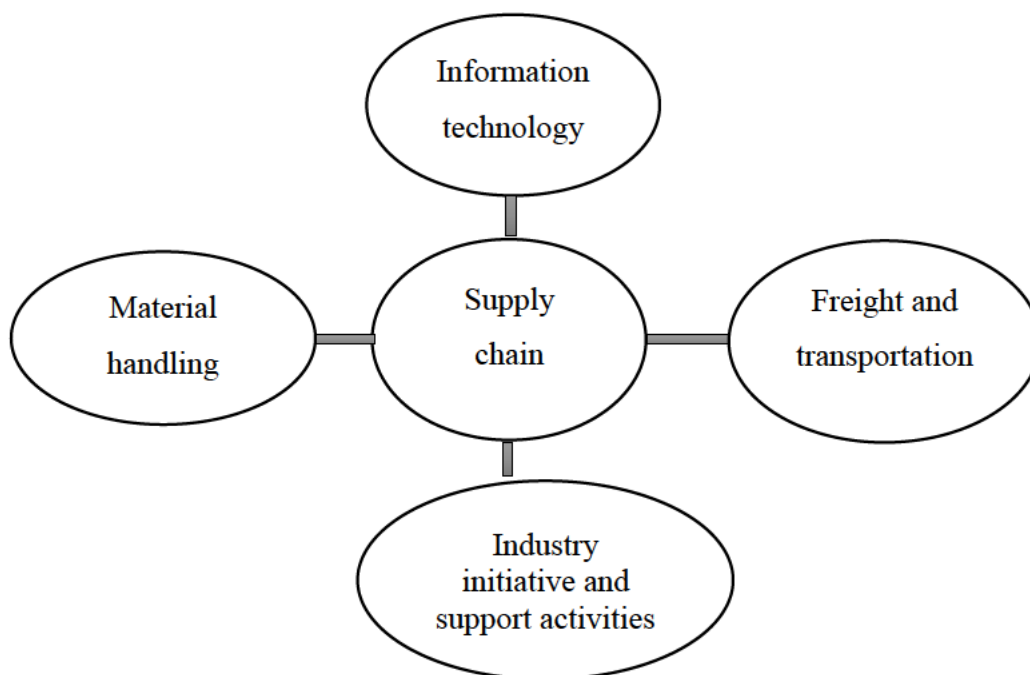 Information
technology
Material
handling
Supply
chain
Freight and
transportation
Industry
initiative and
support activities